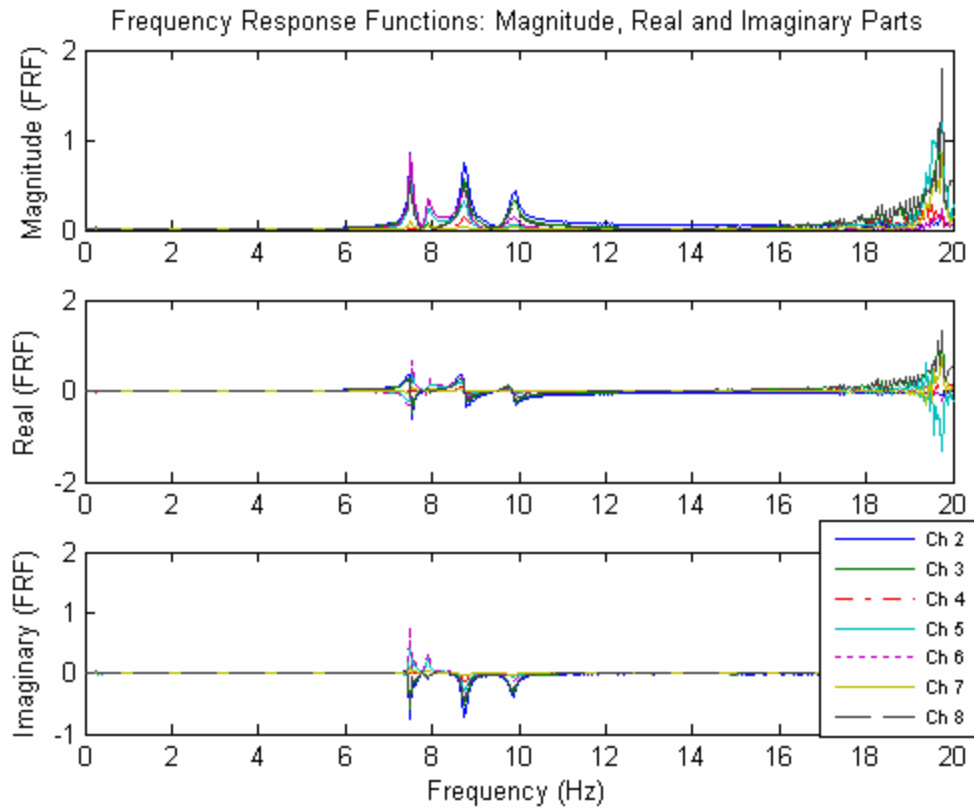 Frequency Response Functions: Magnitude, Real and Imaginary Parts
Magnitude (FRF)
2
1
0
0 2 4 6 8 10 12 14 16 18 20
Real (FRF)
2
0
-2
0 2 4 6 8 10 12 14 16 18 20
Imaginary (FRF)
2
1
0
-1
0 2 4 6 8 10 12 14 16 18 20
Frequency (Hz)
Ch 2
Ch 3
Ch 4
Ch 5
Ch 6
Ch 7
Ch 8